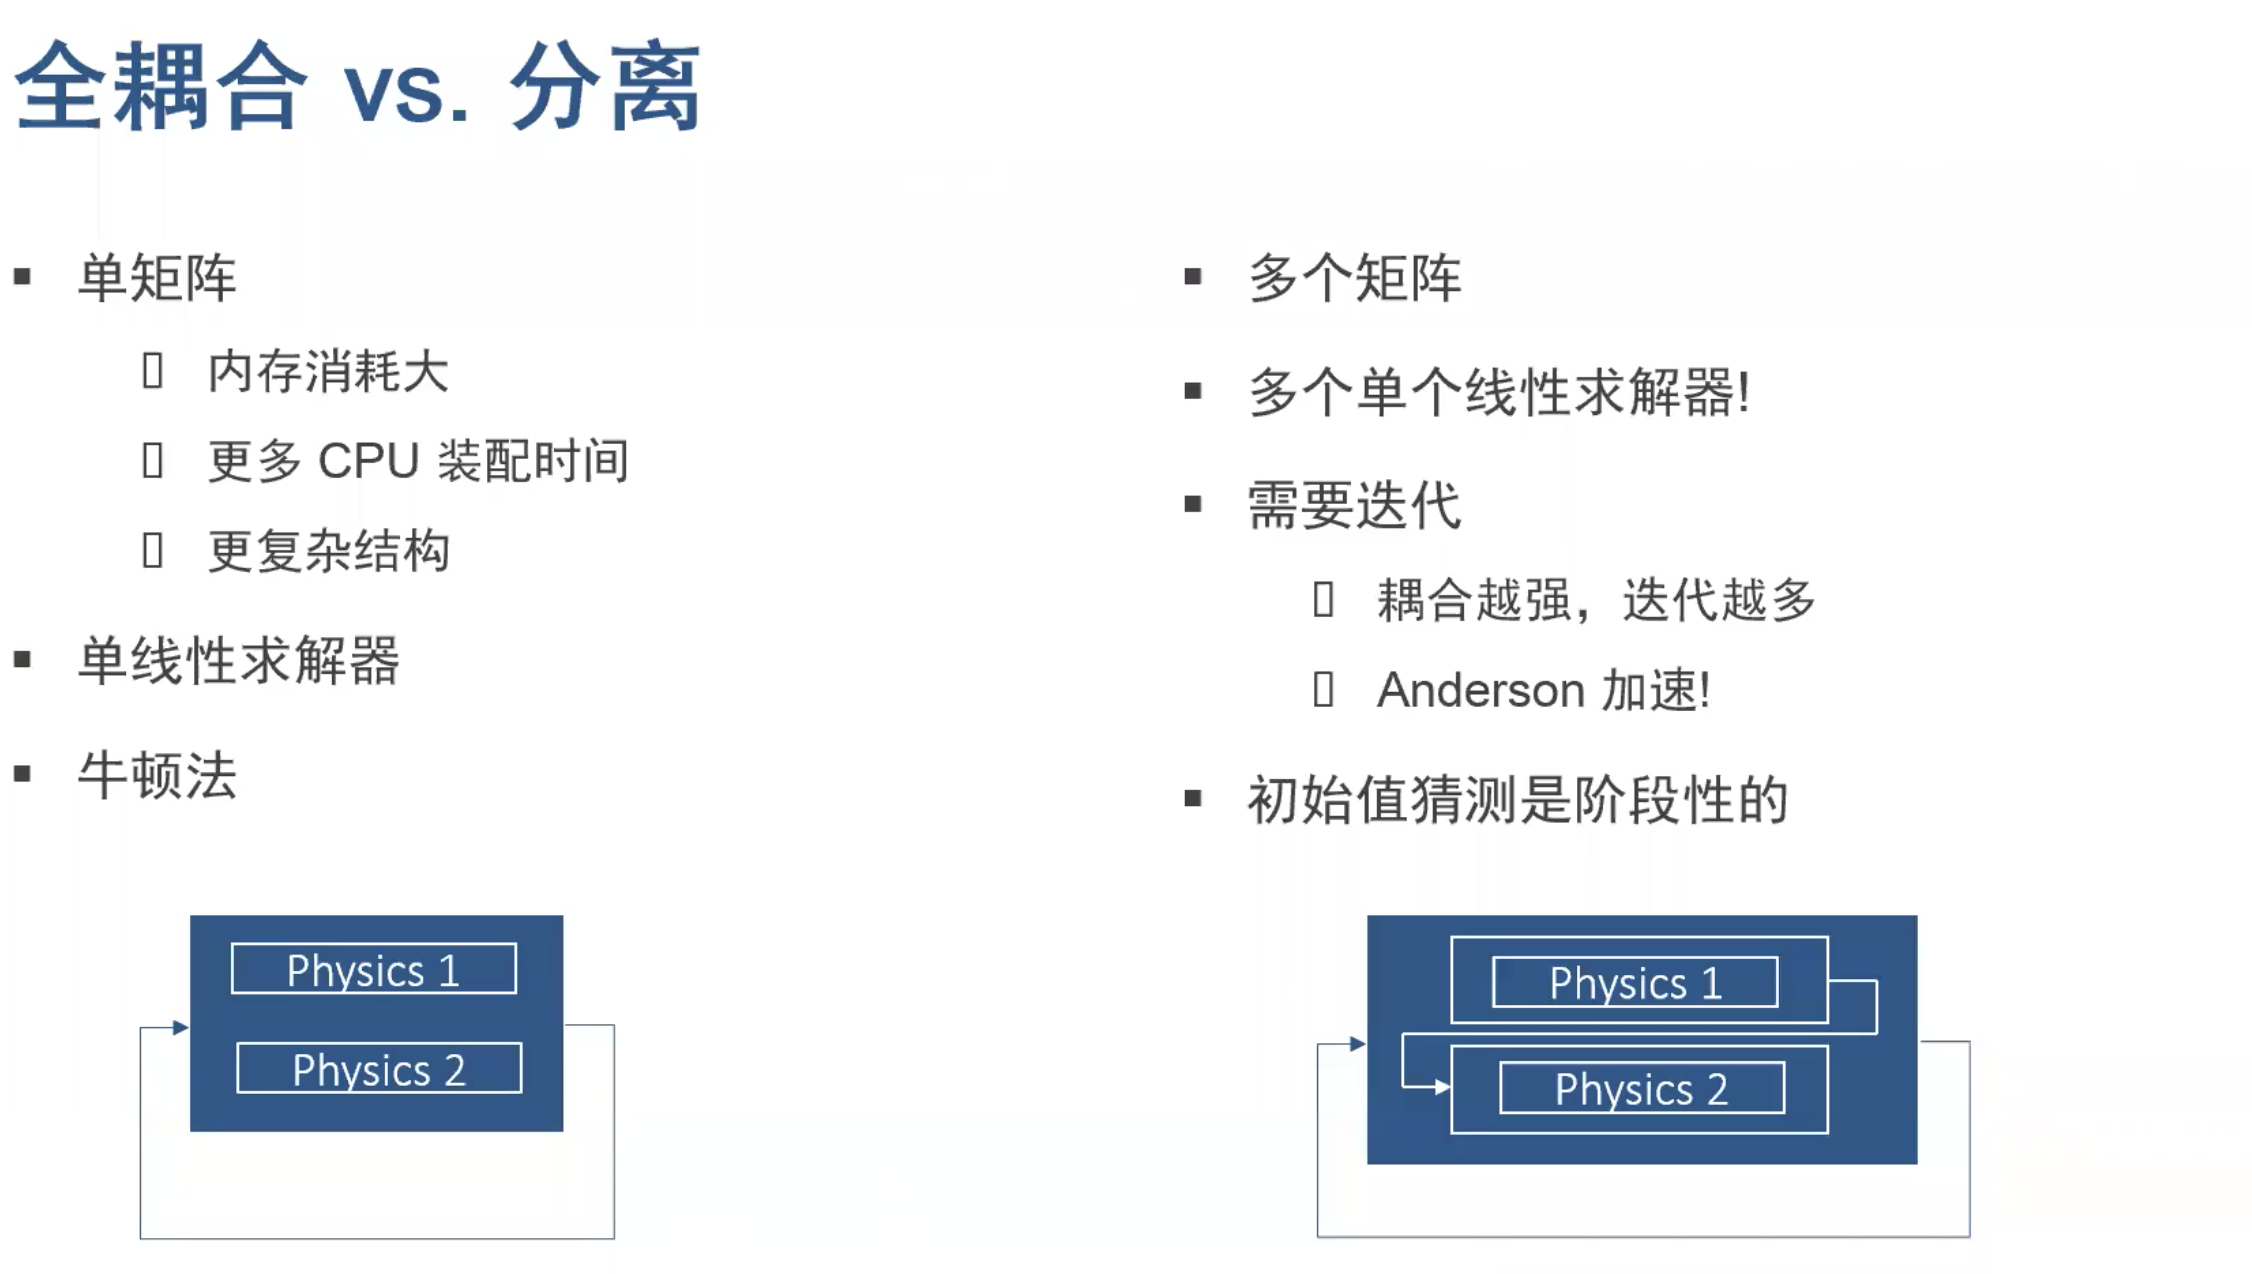 全耦合 vs. 分离
单矩阵
内存消耗大
更多 CPU 装配时间
更复杂结构
单线性求解器
牛顿法
Physics 1
Physics 2
多个矩阵
多个单个线性求解器!
需要迭代
耦合越强，迭代越多
Anderson 加速!
初始值猜测是阶段性的
Physics 1
Physics 2